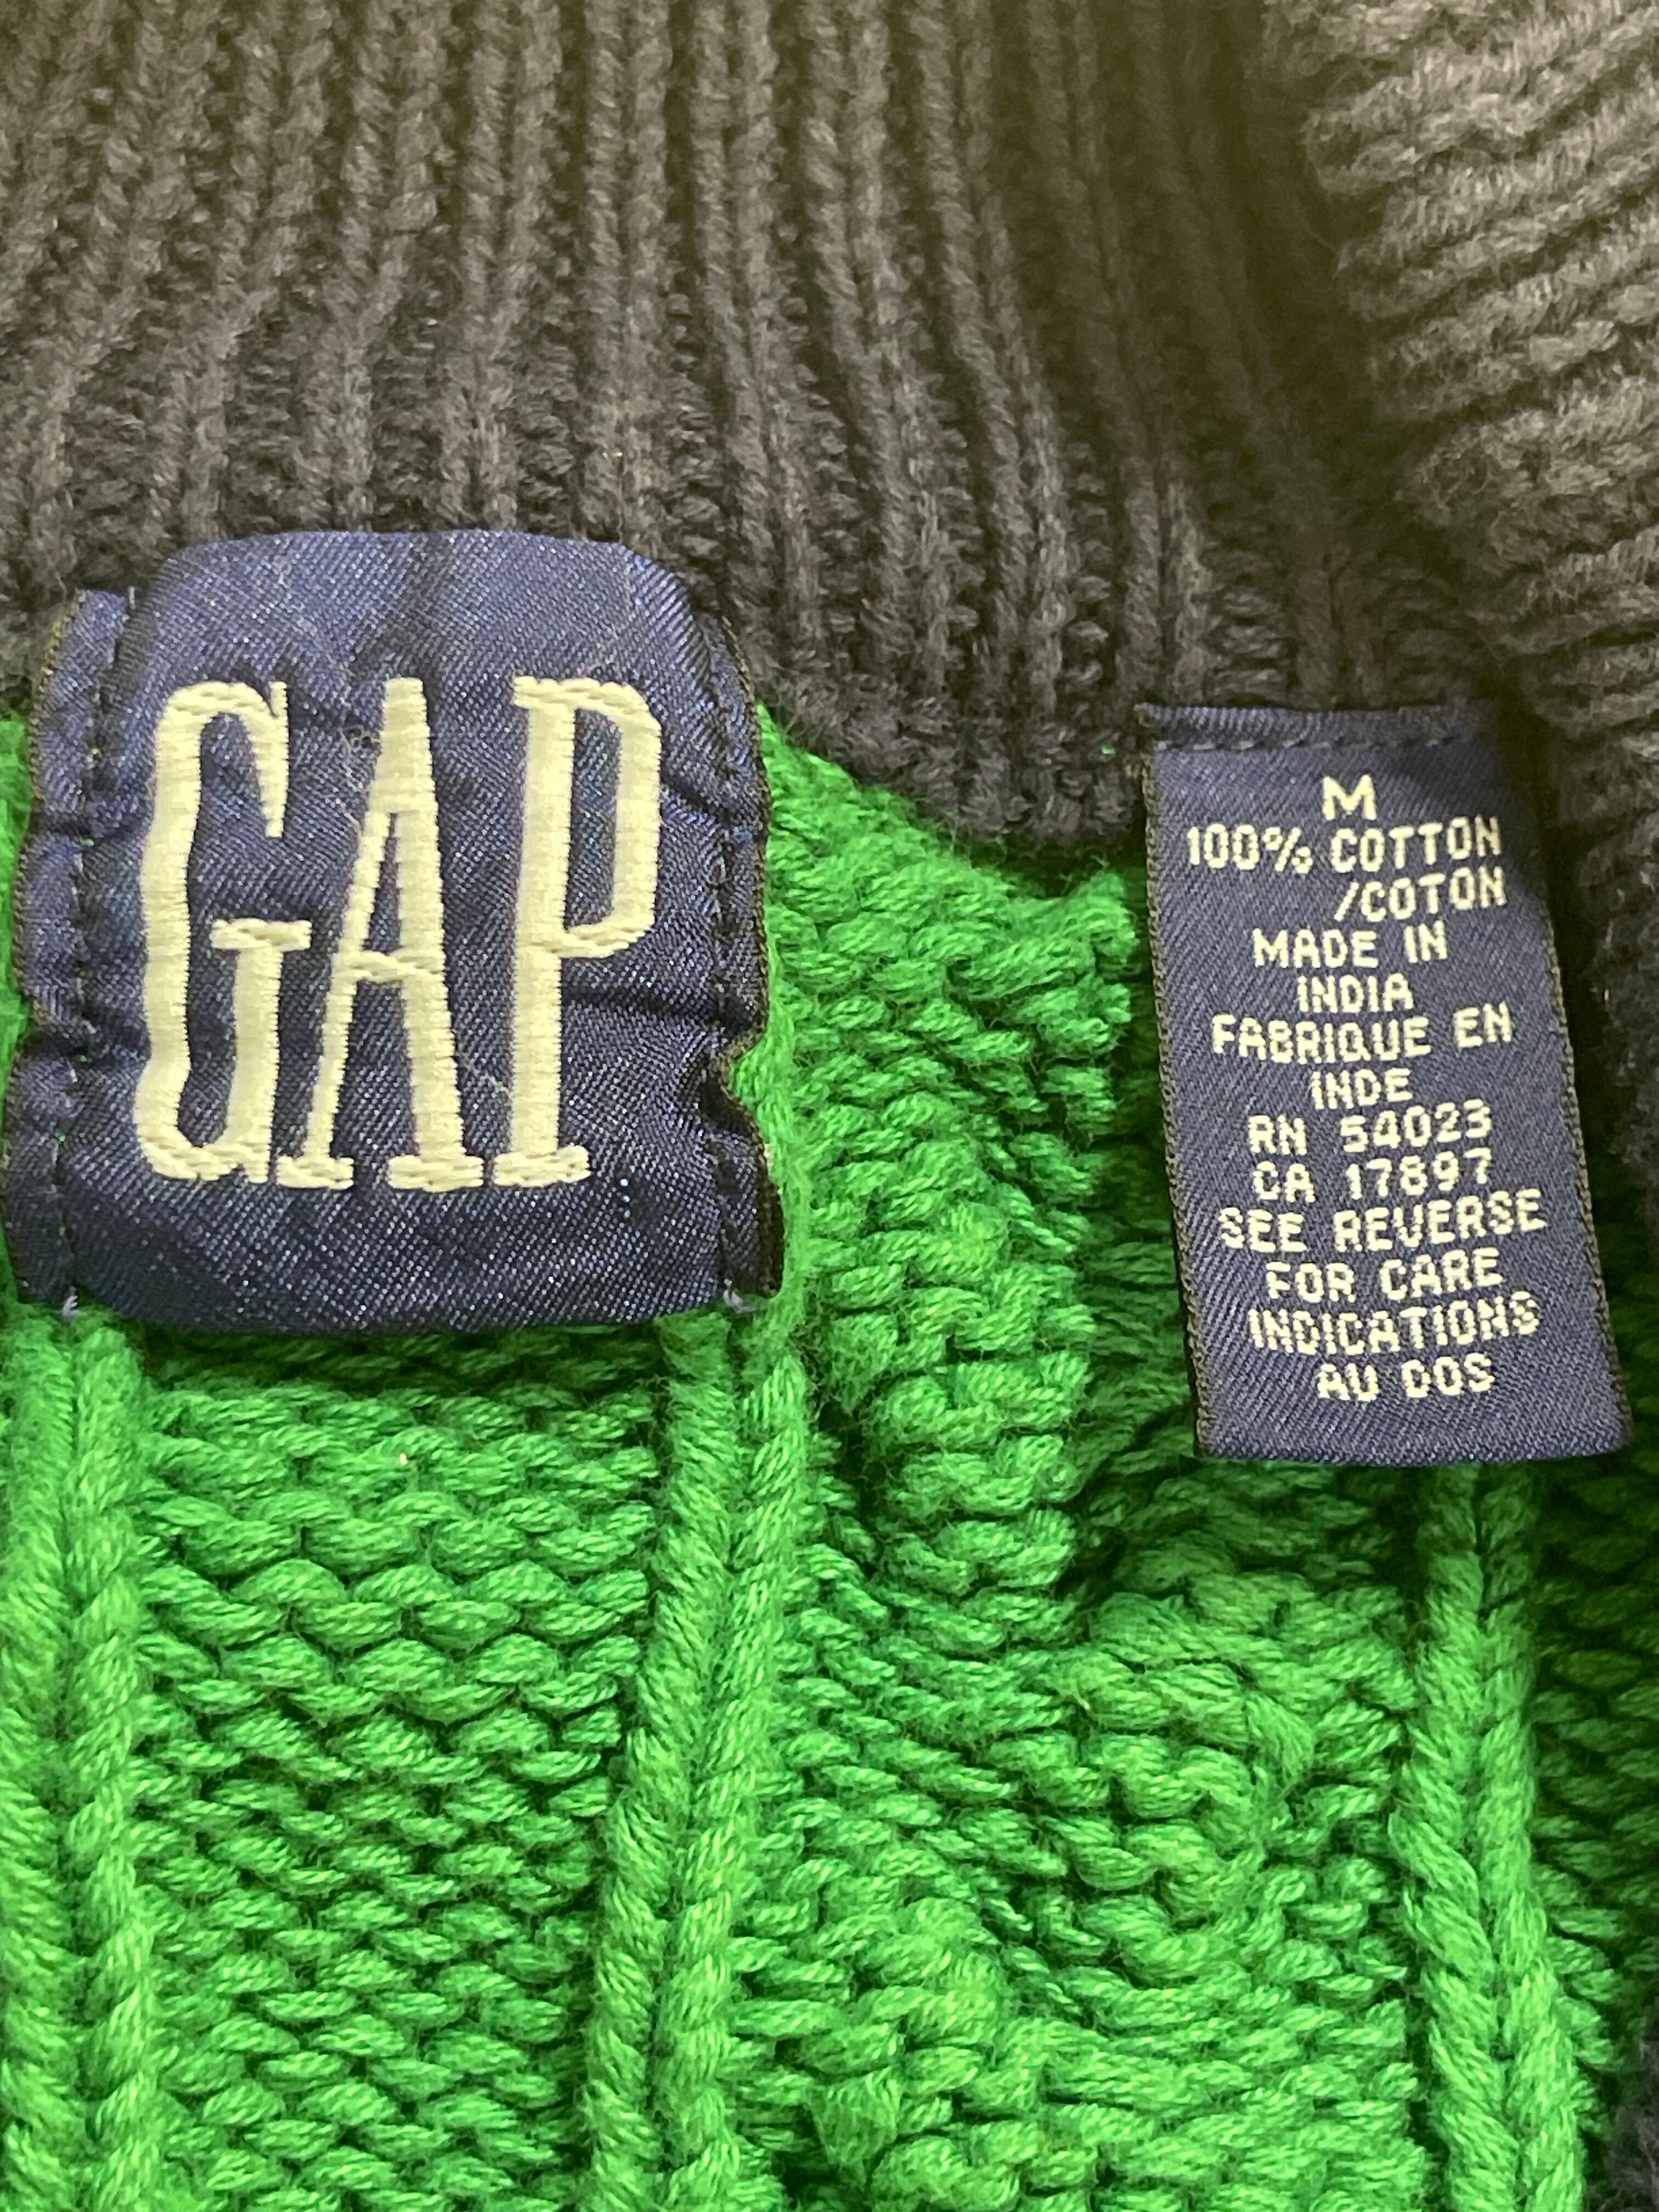 GAP
M
100% COTTON
/COTON
MADE IN
INDIA
FABRIQUE EN
INDE
RN 54023
CA 17897
SEE REVERSE
FOR CARE
INDICATIONS
AU DOS